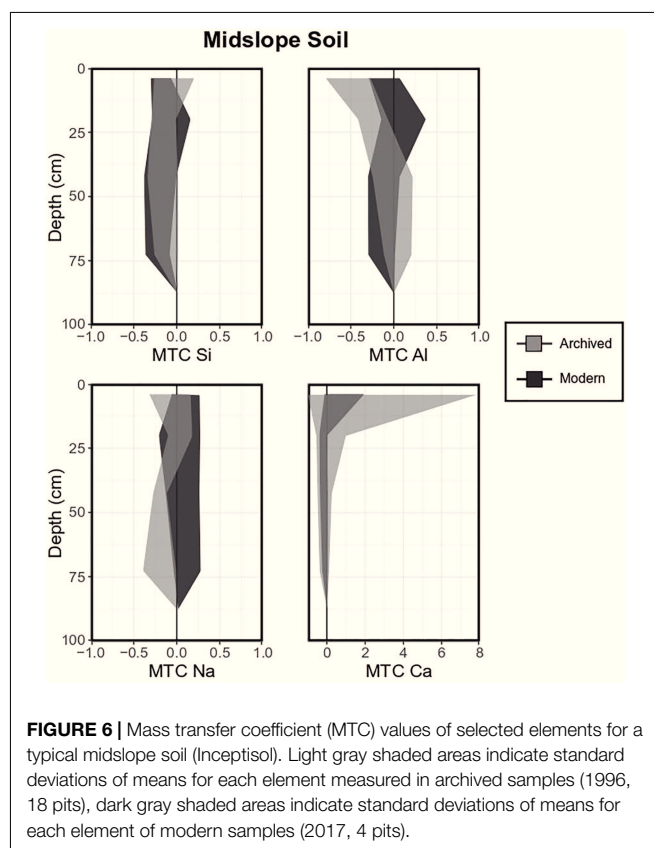 Midslope Soil
0
25
50
75
100
Depth (cm)
−1.0 −0.5 0.0 0.5 1.0
MTC Si
−1.0 −0.5 0.0 0.5 1.0
MTC Al
Archived
Modern
0
25
50
75
100
Depth (cm)
−1.0 −0.5 0.0 0.5 1.0
MTC Na
0 2 4 6 8
MTC Ca
FIGURE 6 | Mass transfer coefficient (MTC) values of selected elements for a
typical midslope soil (Inceptisol). Light gray shaded areas indicate standard
deviations of means for each element measured in archived samples (1996,
18 pits), dark gray shaded areas indicate standard deviations of means for
each element of modern samples (2017, 4 pits).